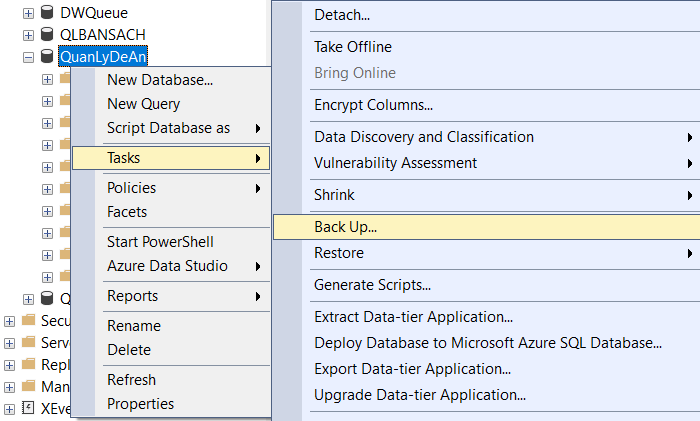 DWQueue
QLBANSACH
QuanLyDeAn
New Database...
New Query
Script Database as
Tasks
Policies
Facets
Start PowerShell
Azure Data Studio
Reports
Rename
Delete
Refresh
Properties
Q
Secu
Serve
Repl
Man
XEve
Detach...
Take Offline
Bring Online
Encrypt Columns...
Data Discovery and Classification
Vulnerability Assessment
Shrink
Back Up...
Restore
Generate Scripts...
Extract Data-tier Application...
Deploy Database to Microsoft Azure SQL Database...
Export Data-tier Application...
Upgrade Data-tier Application...